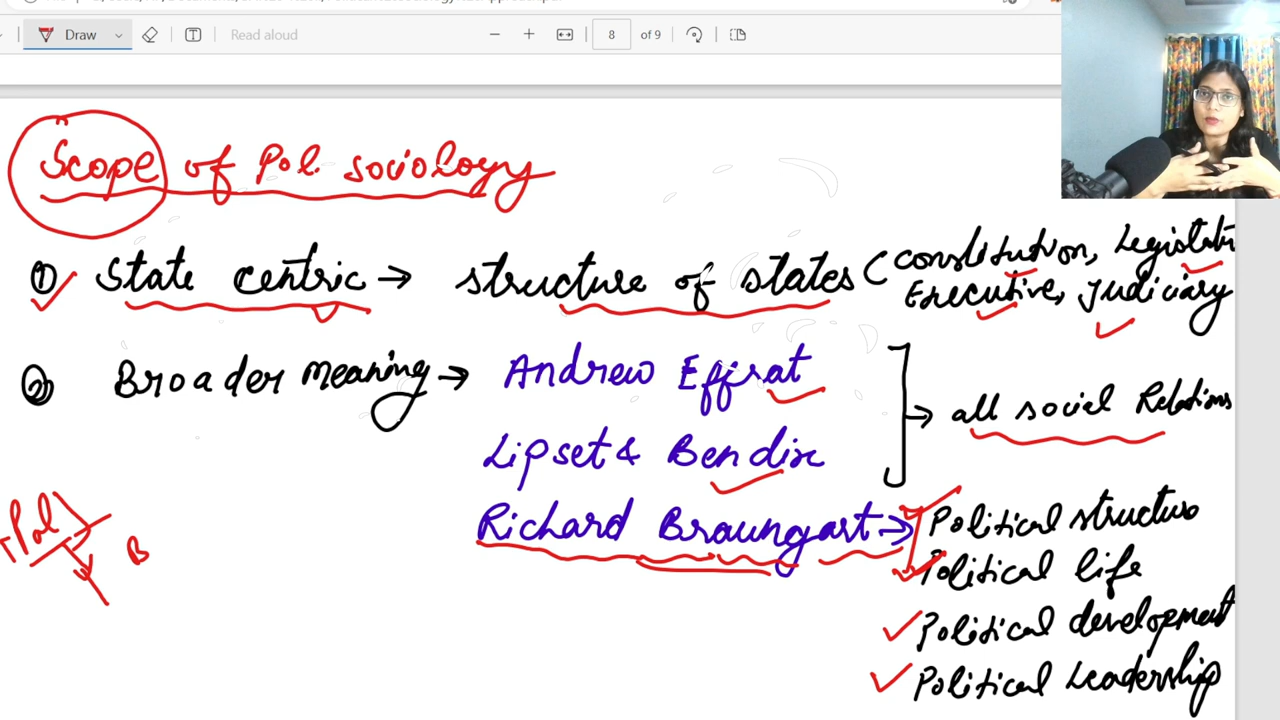 Draw
Read aloud
8 of 9
Scope of Pol. sociology
① State centric → structure of states ( constitution, Legislatu
Executive, Judiciary
② Broader meaning → Andrew Effrat
Lipset & Bendix
→ all social Relations
Richard Braungart → Political structure
Political life
Political development
Political Leadership
Pol
B